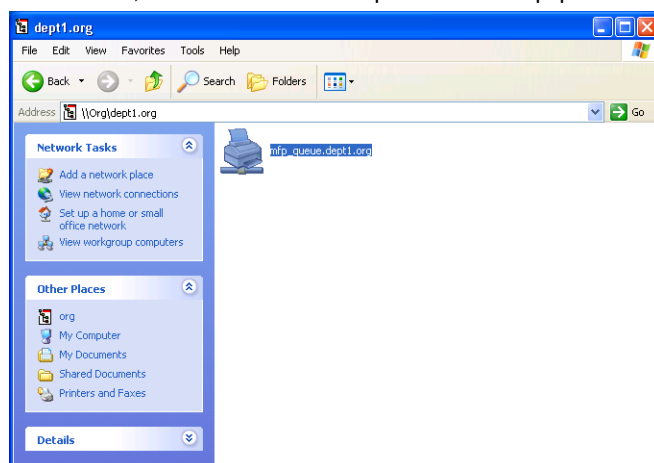 dept1.org
File Edit View Favorites Tools Help
Back Search Folders
Address \\Org\dept1.org Go
Network Tasks
Add a network place
View network connections
Set up a home or small
office network
View workgroup computers
Other Places
org
My Computer
My Documents
Shared Documents
Printers and Faxes
Details
mfp_queue.dept1.org